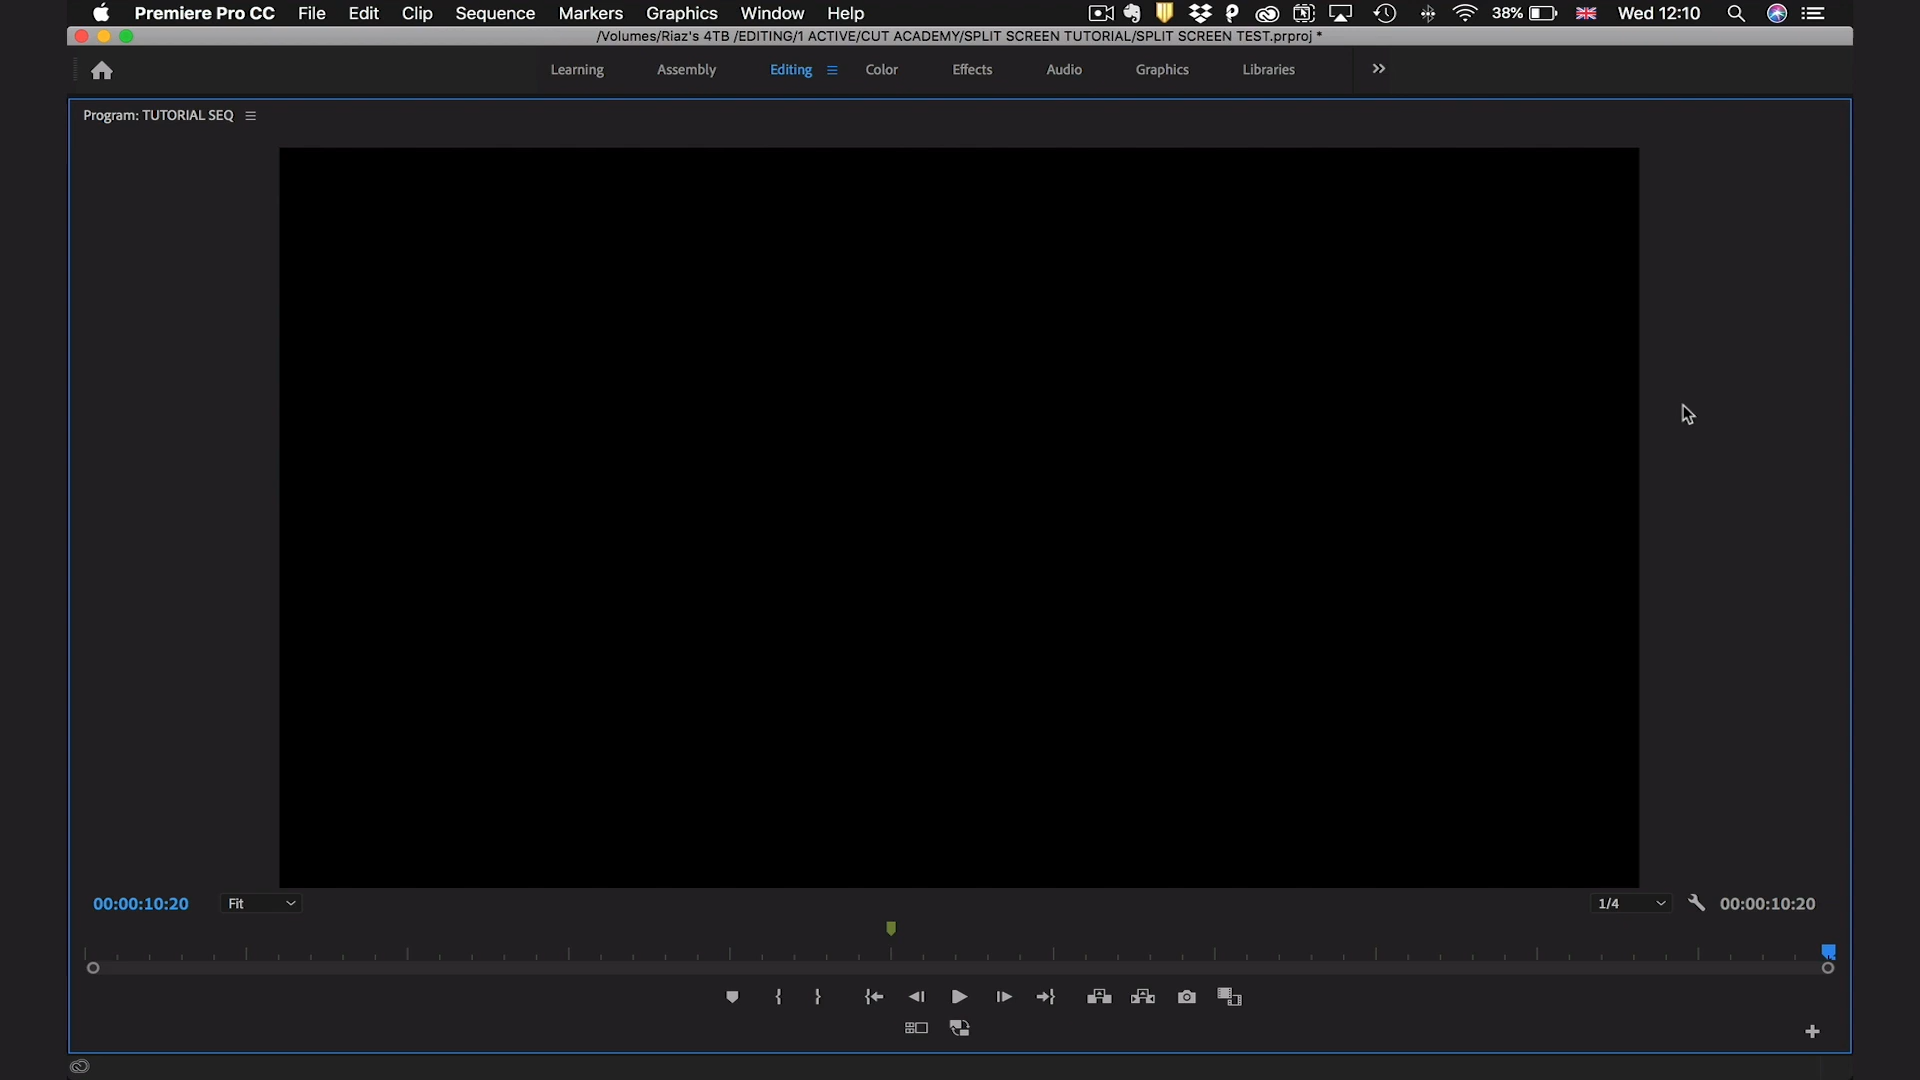 Premiere Pro CC File Edit Clip Sequence Markers Graphics Window Help 38% Wed 12:10
/Volumes/Riaz's 4TB /EDITING/1 ACTIVE/CUT ACADEMY/SPLIT SCREEN TUTORIAL/SPLIT SCREEN TEST.prproj *
Learning Assembly Editing Color Effects Audio Graphics Libraries
Program: TUTORIAL SEQ
00:00:10:20 Fit 1/4 00:00:10:20